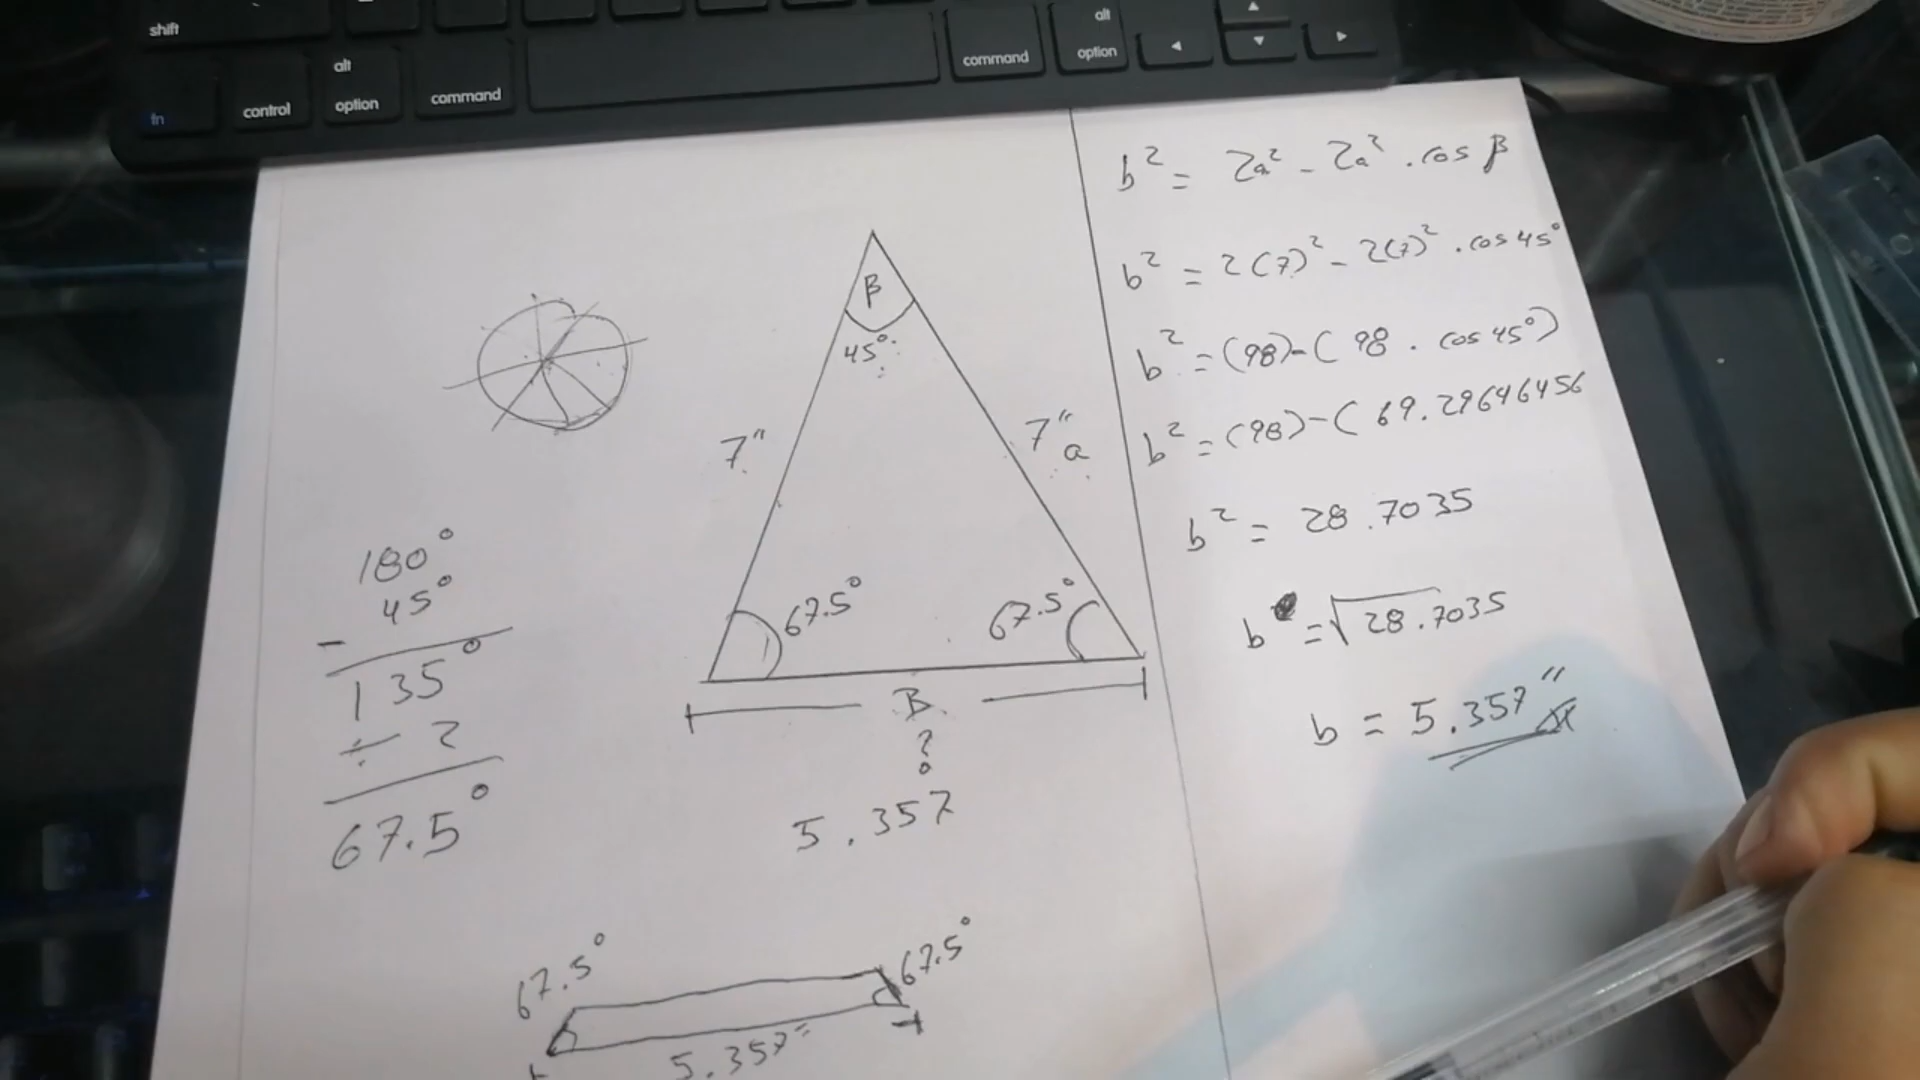 shift
alt
alt
fn
control
option
command
command
option
β
45°
7"
7"
a
67.5°
67.5°
B
?
5.357
180°
- 45°
135°
÷ 2
67.5°
67.5°
67.5°
5.357"
b² = 2a² - 2a² . cos β
b² = 2(7)² - 2(7)² . cos 45°
b² = (98) - ( 98 . cos 45°)
b² = (98) - ( 69.29646456
b² = 28.7035
b = √28.7035
b = 5.357"